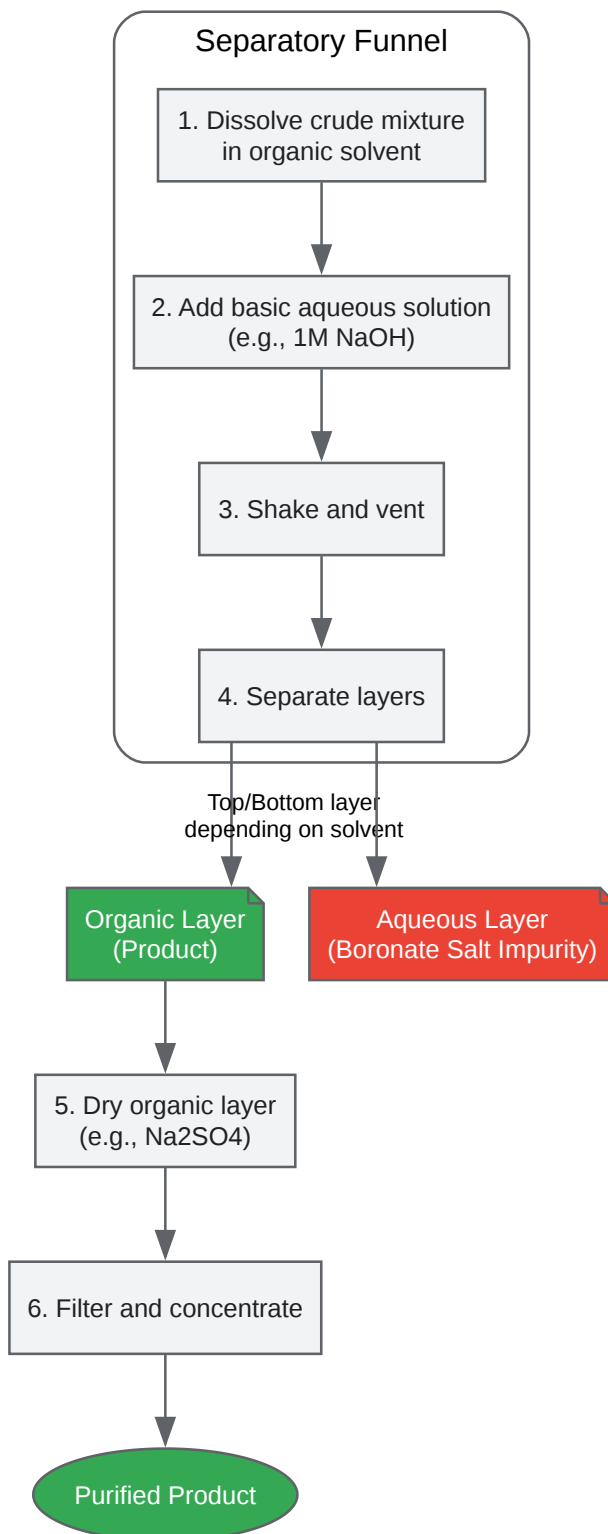 Separatory Funnel
1. Dissolve crude mixture
in organic solvent
2. Add basic aqueous solution
(e.g., 1M NaOH)
3. Shake and vent
4. Separate layers
Top/Bottom layer
depending on solvent
Organic Layer
(Product)
Aqueous Layer
(Boronate Salt Impurity)
5. Dry organic layer
(e.g., Na2SO4)
6. Filter and concentrate
Purified Product